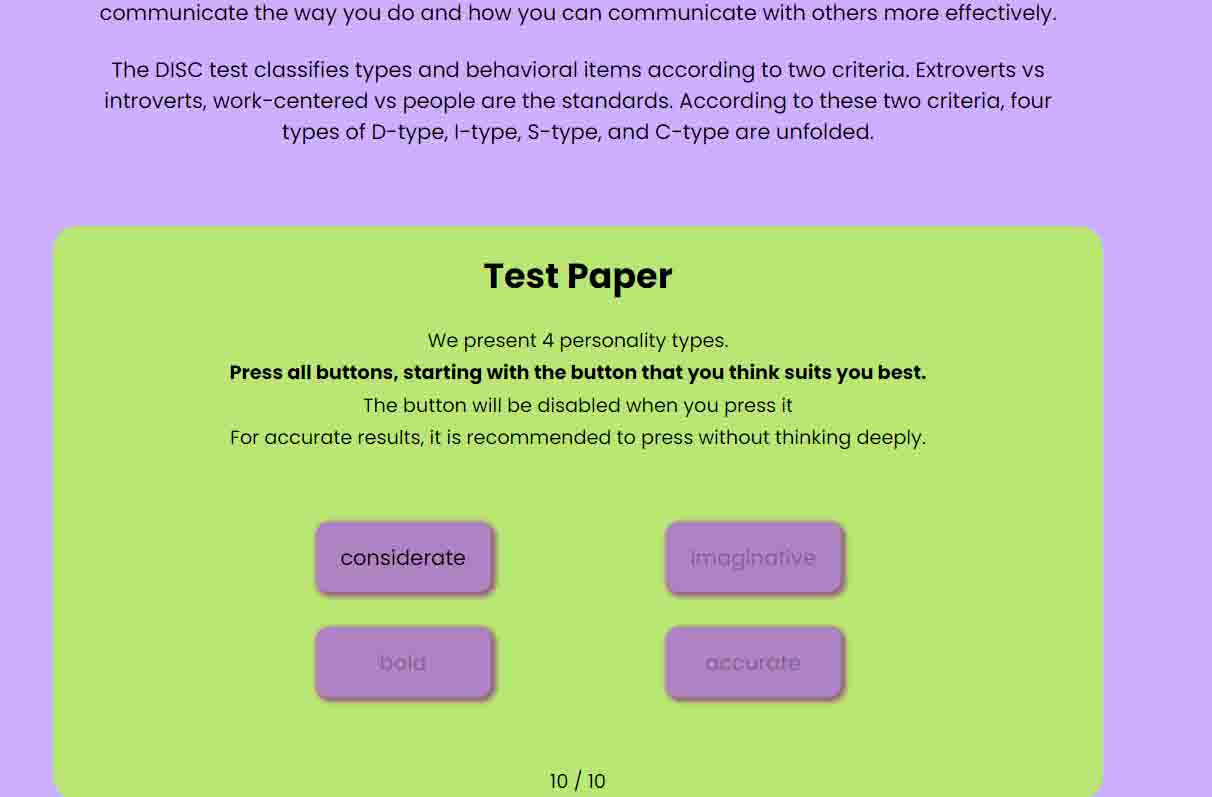 communicate the way you do and how you can communicate with others more effectively.
The DISC test classifies types and behavioral items according to two criteria. Extroverts vs
introverts, work-centered vs people are the standards. According to these two criteria, four
types of D-type, I-type, S-type, and C-type are unfolded.
Test Paper
We present 4 personality types.
Press all buttons, starting with the button that you think suits you best.
The button will be disabled when you press it
For accurate results, it is recommended to press without thinking deeply.
considerate
imaginative
bold
accurate
10 / 10